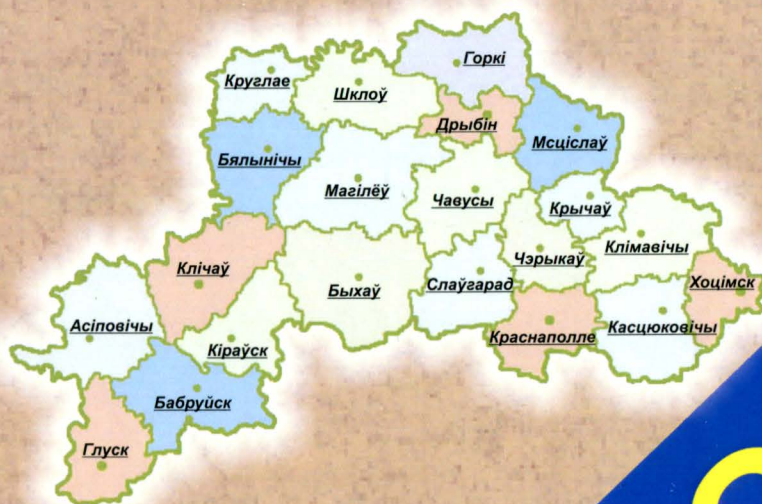 Горкі
Круглае
Шклоў
Дрыбін
Мсціслаў
Бялынічы
Магілёў
Чавусы
Крычаў
Клімавічы
Чэрыкаў
Клічаў
Быхаў
Слаўгарад
Хоцімск
Асіповічы
Кіраўск
Краснаполле
Касцюковічы
Бабруйск
Глуск